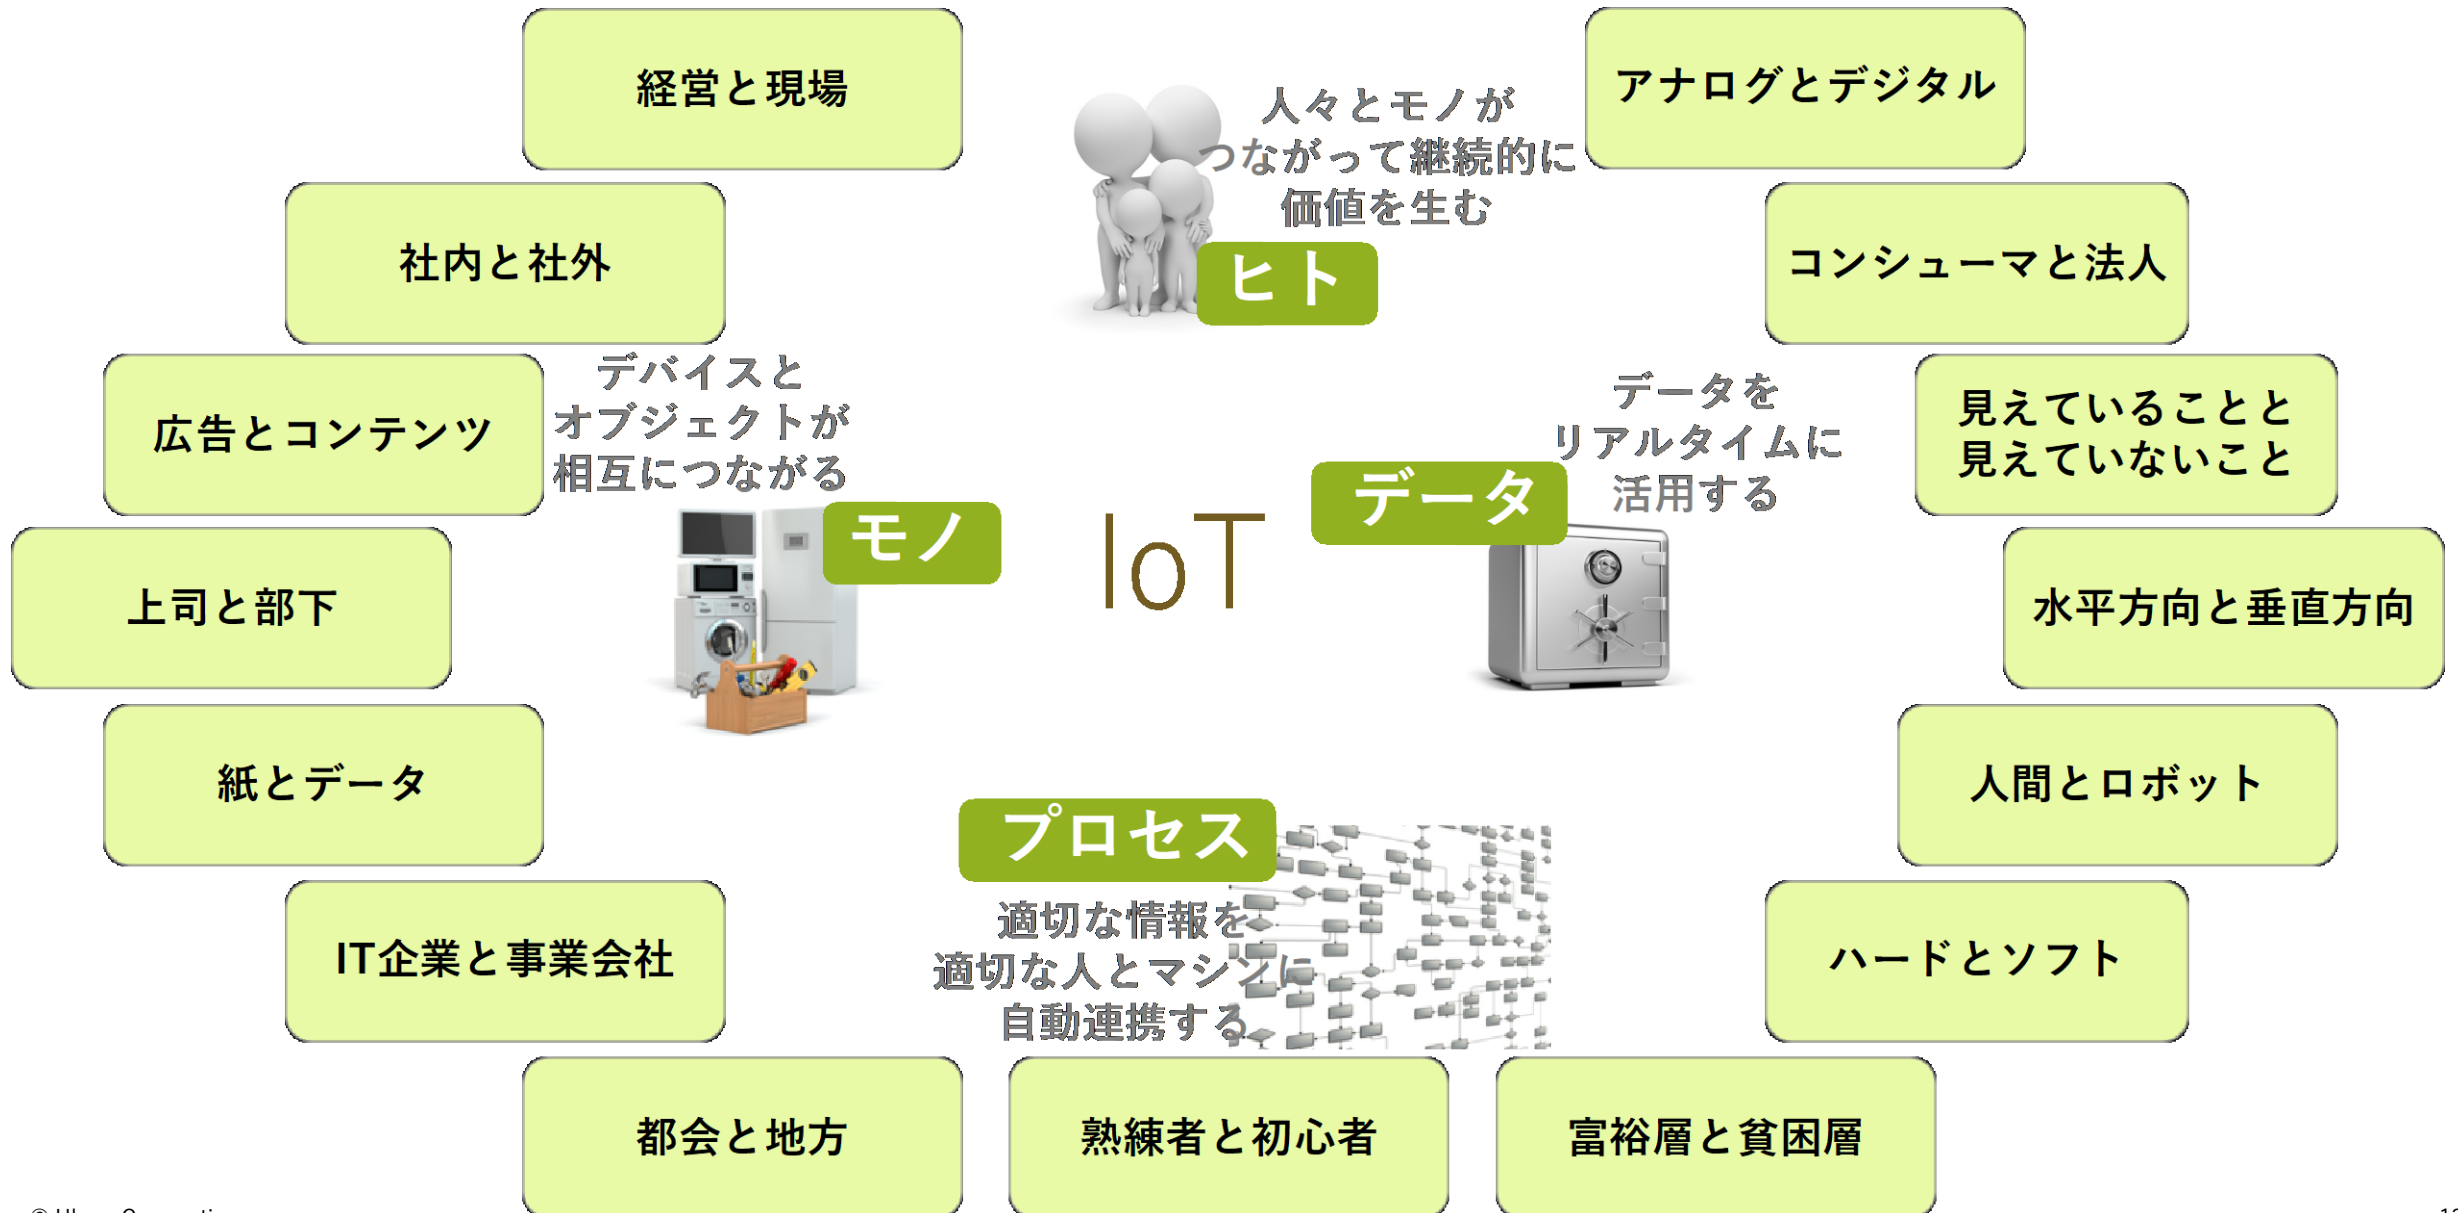 経営と現場
アナログとデジタル
人々とモノが
つながって継続的に
価値を生む
ヒト
社内と社外
コンシューマと法人
デバイスと
オブジェクトが
相互につながる
モノ
広告とコンテンツ
データを
リアルタイムに
活用する
データ
見えていることと
見えていないこと
IoT
上司と部下
水平方向と垂直方向
紙とデータ
人間とロボット
プロセス
適切な情報を
適切な人とマシンに
自動連携する
IT企業と事業会社
ハードとソフト
都会と地方
熟練者と初心者
富裕層と貧困層